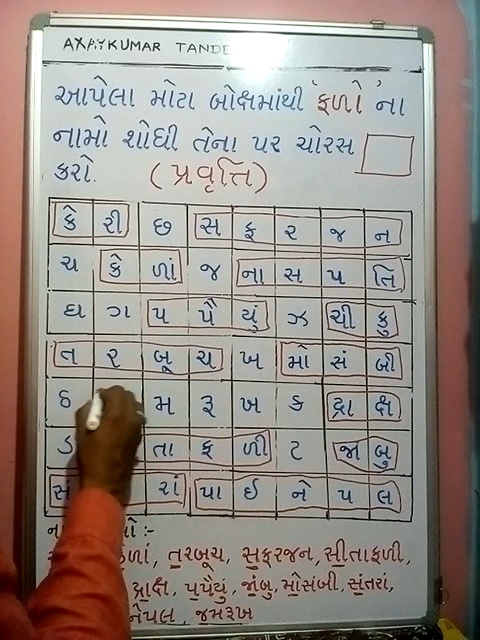 AXAYKUMAR TANDE
આપેલા મોટા બોક્ષમાંથી 'ફળો' ના
નામો શોધી તેના પર ચોરસ
કરો. (પ્રવૃત્તિ)
કે રી છ સ ફ ર જ ન
ચ કે ળાં જ ના સ પ તિ
ઘ ગ પ પૈ યું ઝ ચી કુ
ત ર બૂ ચ ખ મો સં બી
ઠ મ રૂ ખ ક દ્રા ક્ષ
ડ તા ફ ળી ટ જાં બુ
સં રાં પા ઈ ને પ લ
ળાં, તરબૂચ, સફરજન, સીતાફળી,
દ્રાક્ષ, પપૈયું, જાંબુ, મોસંબી, સંતરાં,
નેપલ, જમરૂખ